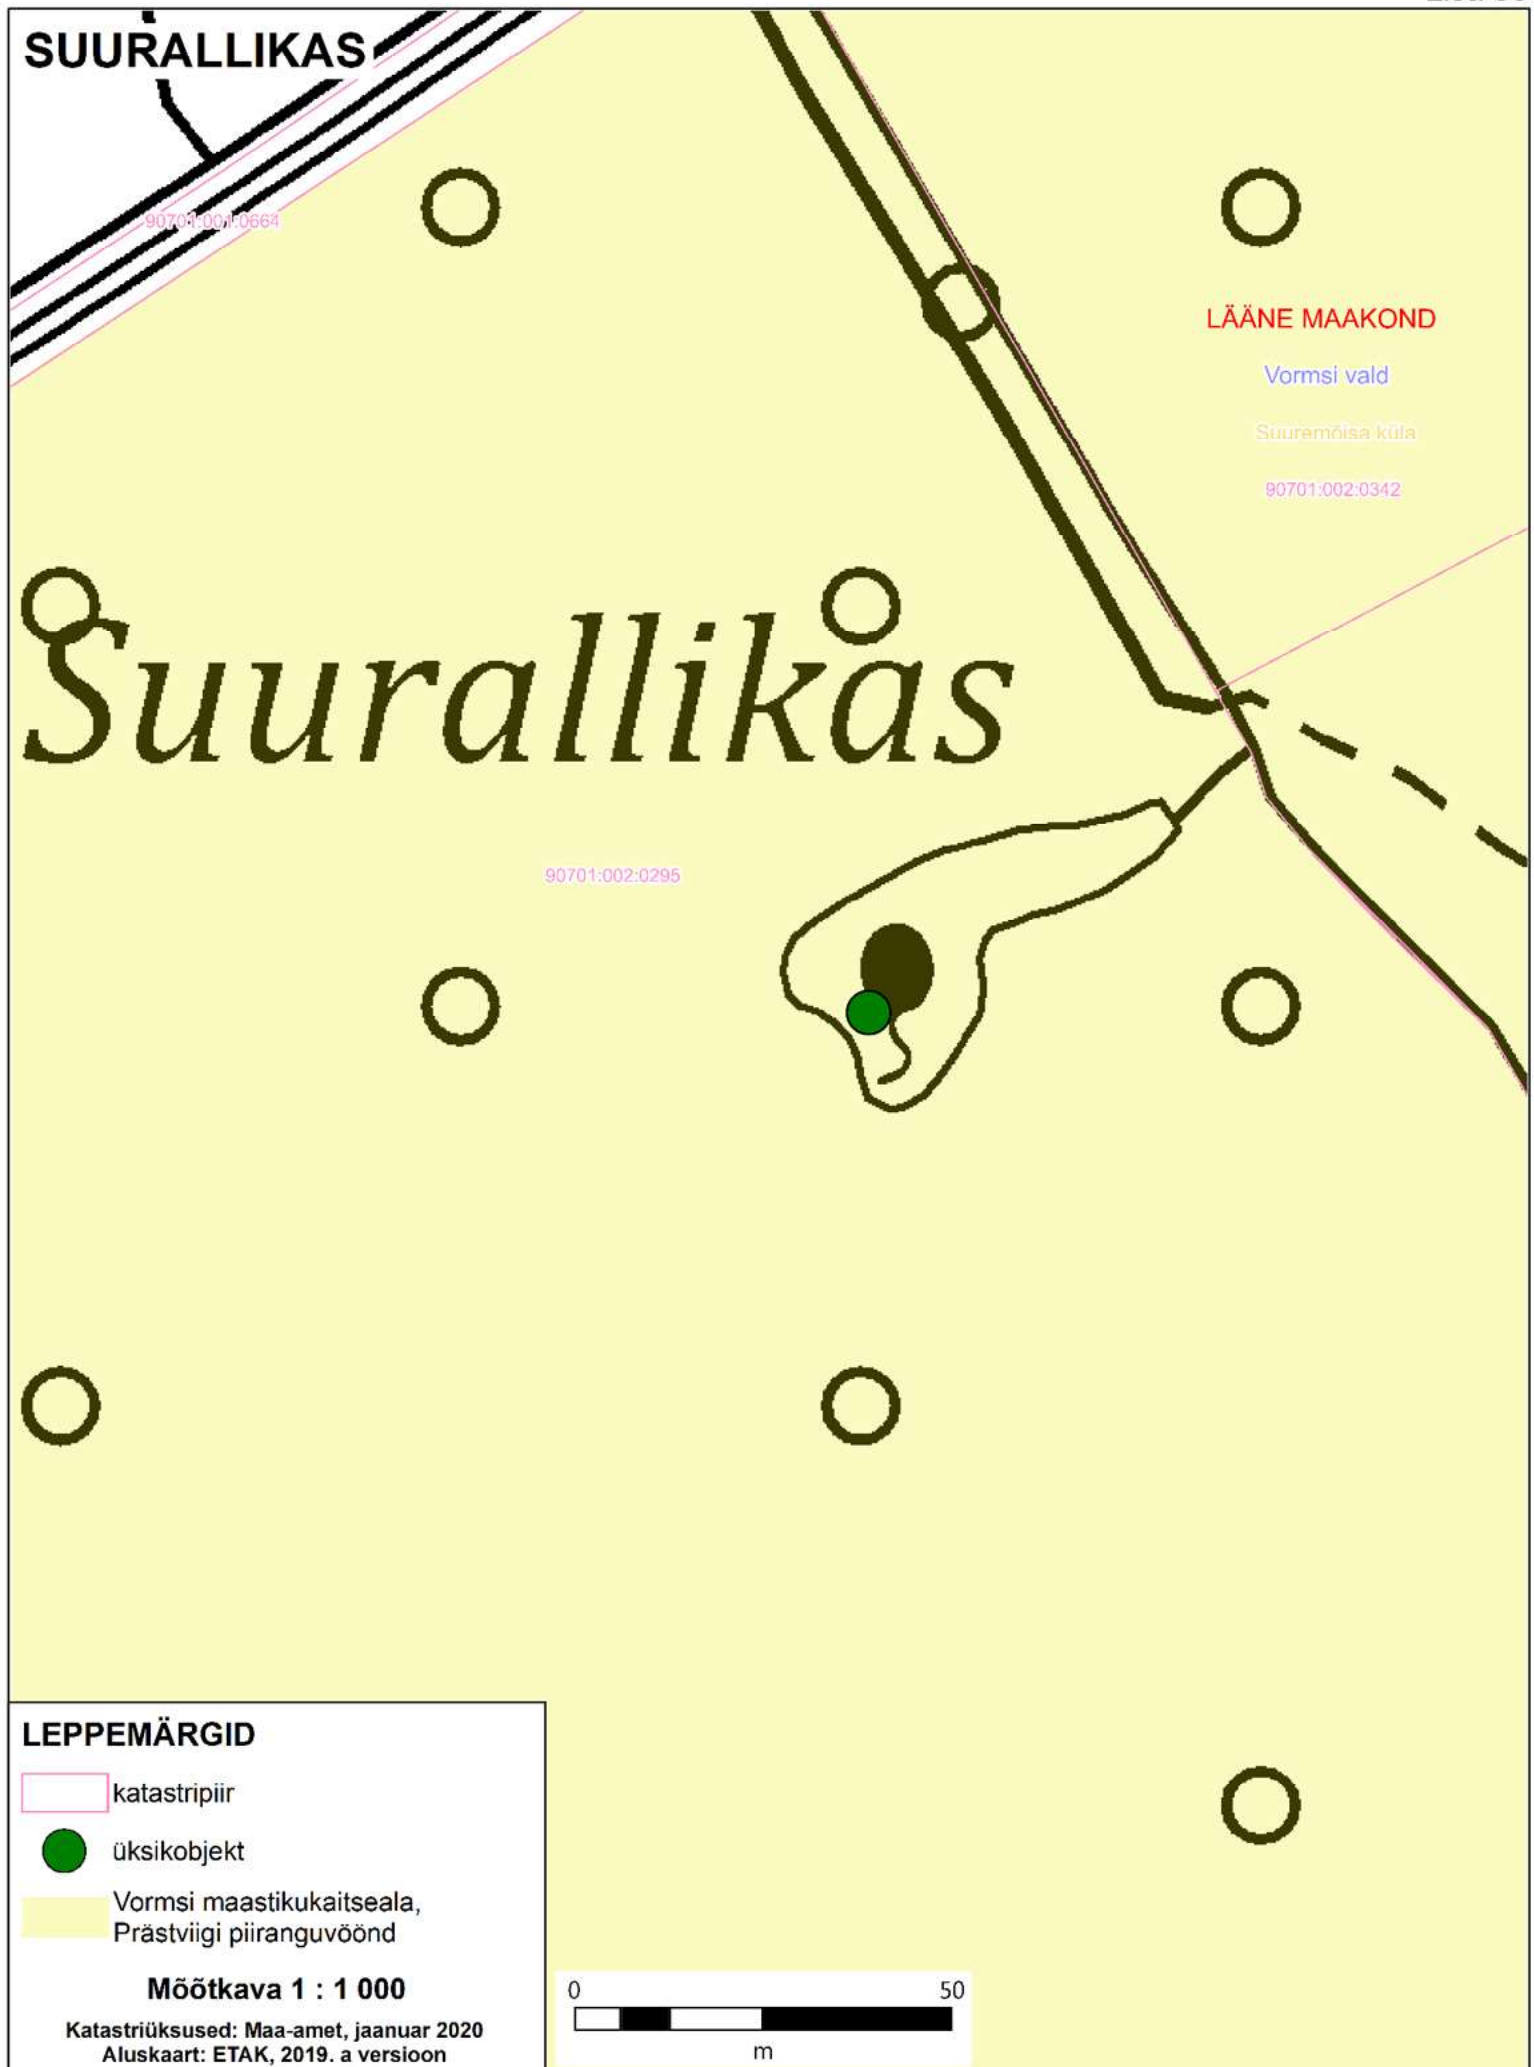 SUURALLIKAS
90701:001:0664
LÄÄNE MAAKOND
Vormsi vald
Suuremõisa küla
90701:002:0342
Suurallikas
90701:002:0295
LEPPEMÄRGID
katastripiir
üksikobjekt
Vormsi maastikukaitseala,
Prästviigi piiranguvöönd
Mõõtkava 1 : 1 000
Katastriüksused: Maa-amet, jaanuar 2020
Aluskaart: ETAK, 2019. a versioon
0 50
m